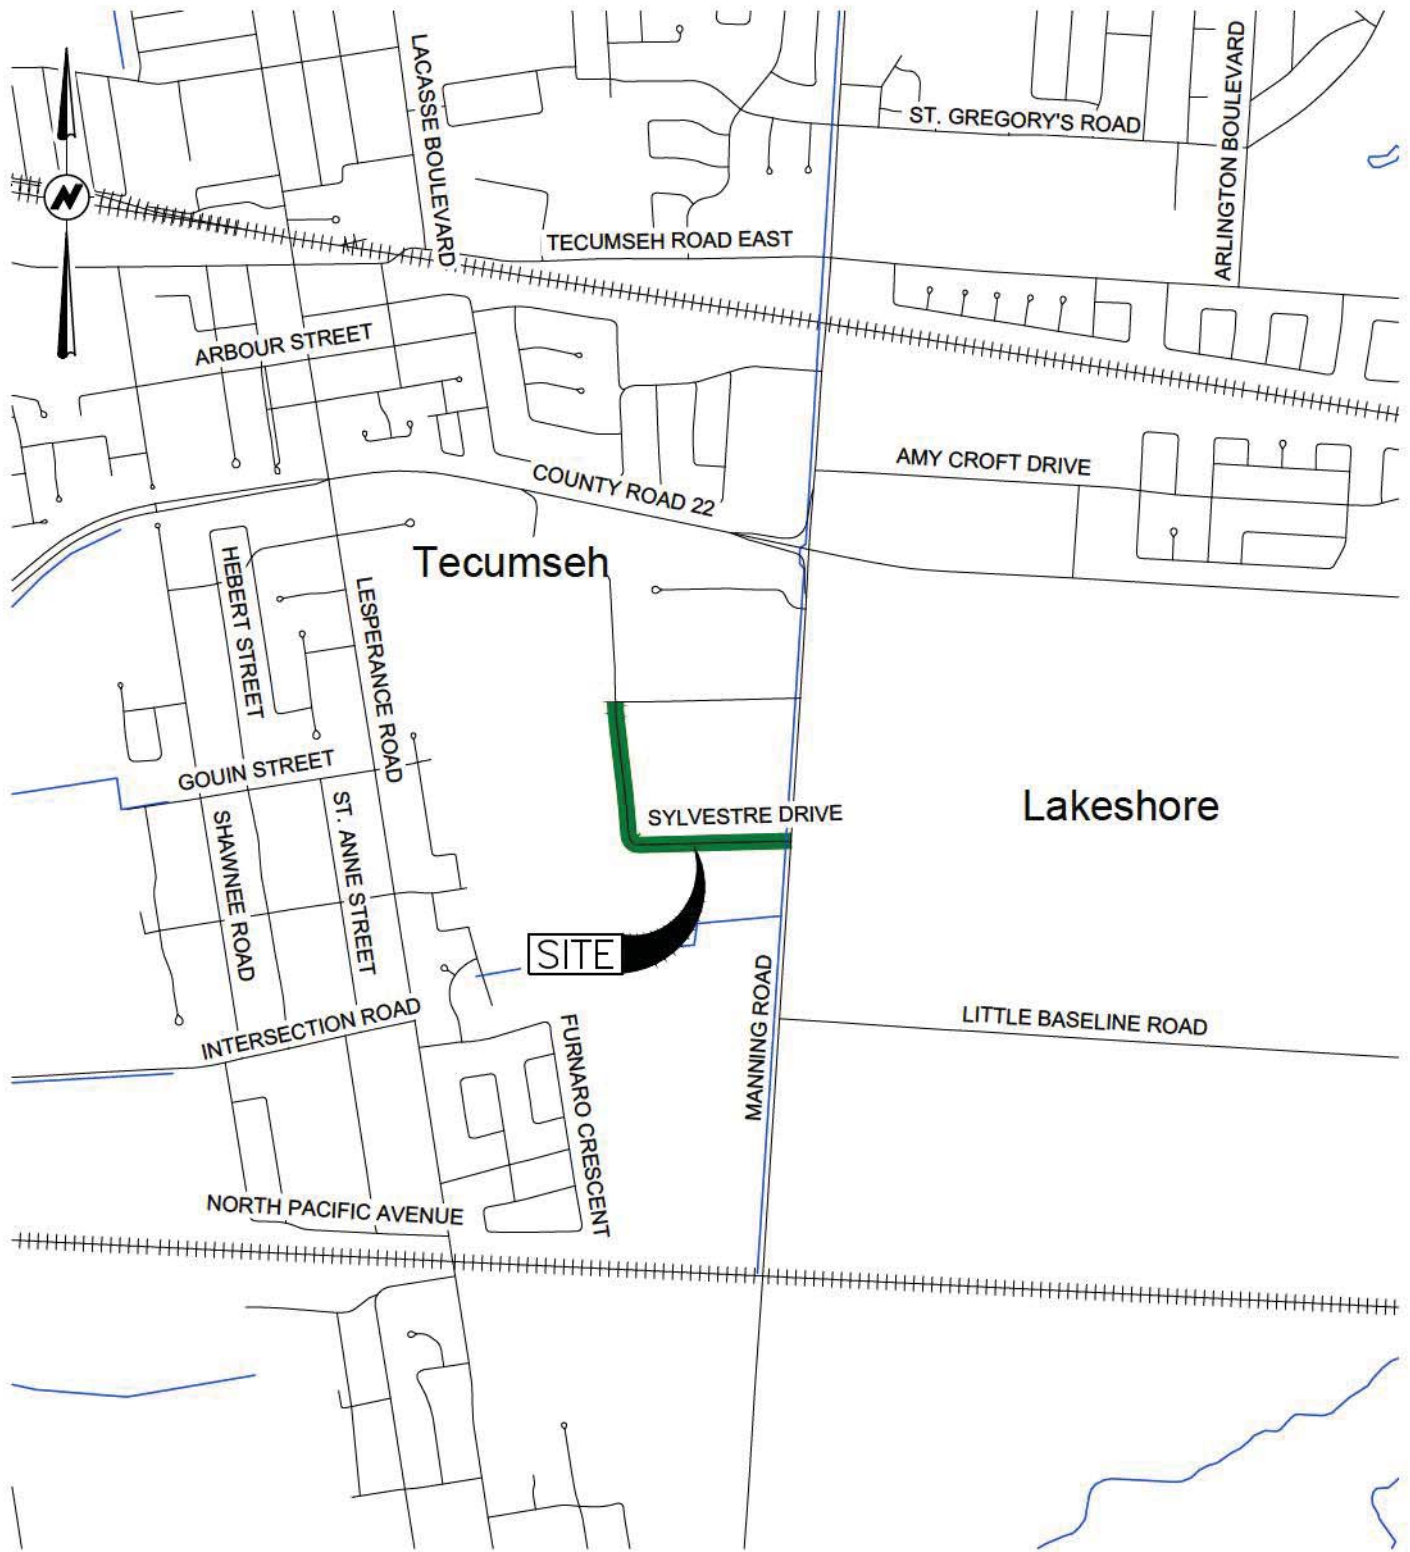 LACASSE BOULEVARD
ST. GREGORY'S ROAD
ARLINGTON BOULEVARD
N
TECUMSEH ROAD EAST
ARBOUR STREET
AMY CROFT DRIVE
COUNTY ROAD 22
Tecumseh
HEBERT STREET
LESPERANCE ROAD
GOUIN STREET
SYLVESTRE DRIVE
Lakeshore
SHAWNEE ROAD
ST. ANNE STREET
SITE
MANNING ROAD
INTERSECTION ROAD
LITTLE BASELINE ROAD
FURNARO CRESCENT
NORTH PACIFIC AVENUE